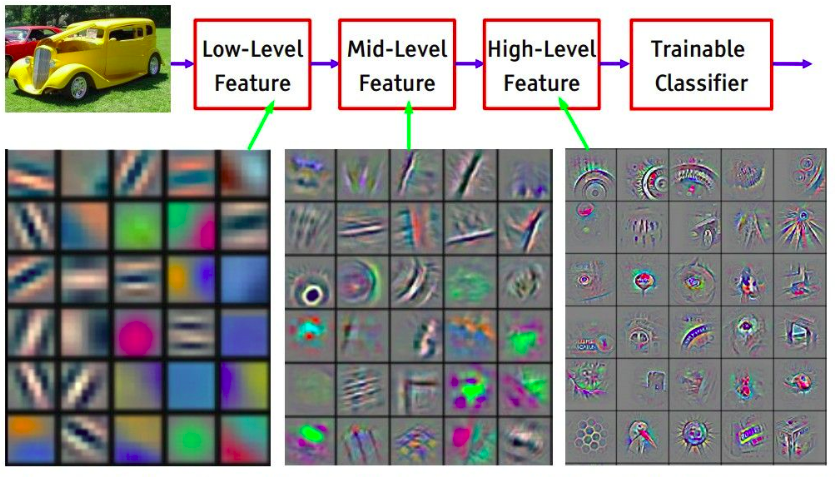 Low-Level
Feature
Mid-Level
Feature
High-Level
Feature
Trainable
Classifier